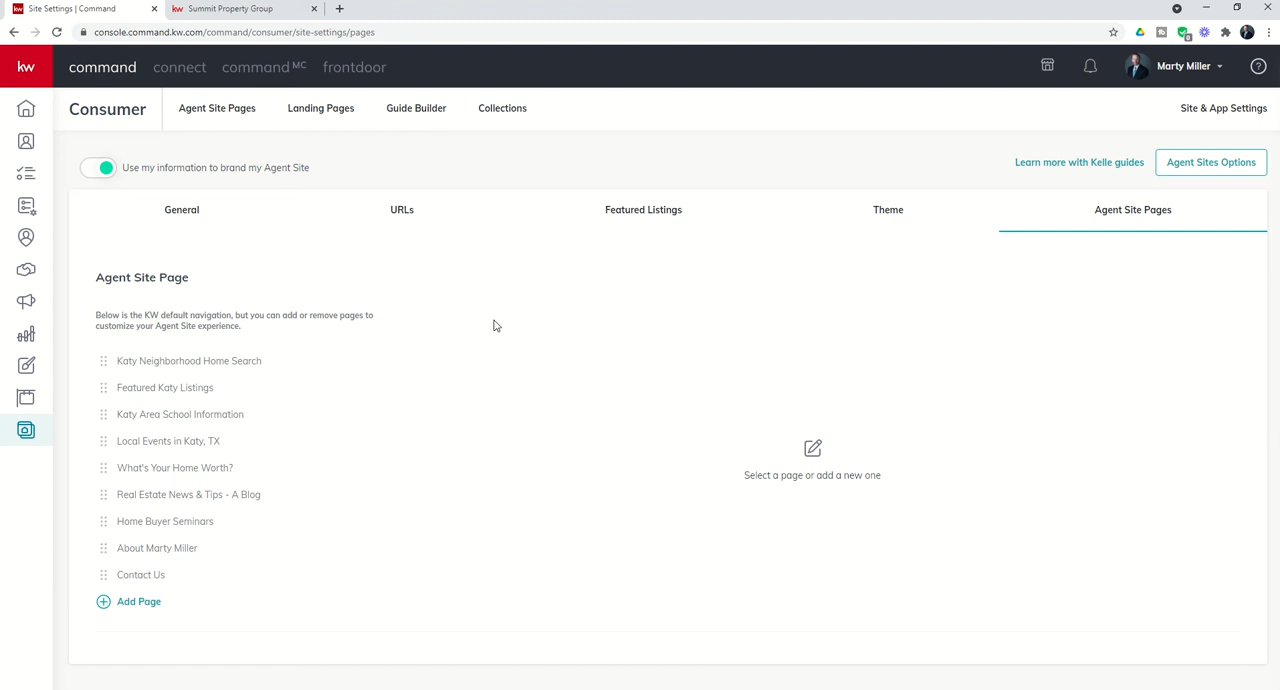 Site Settings | Command
kw Summit Property Group
console.command.kw.com/command/consumer/site-settings/pages
kw command connect command MC frontdoor Marty Miller
Consumer Agent Site Pages Landing Pages Guide Builder Collections Site & App Settings
Use my information to brand my Agent Site Learn more with Kelle guides Agent Sites Options
General URLs Featured Listings Theme Agent Site Pages
Agent Site Page
Below is the KW default navigation, but you can add or remove pages to
customize your Agent Site experience.
Katy Neighborhood Home Search
Featured Katy Listings
Katy Area School Information
Local Events in Katy, TX
What's Your Home Worth?
Real Estate News & Tips - A Blog
Home Buyer Seminars
About Marty Miller
Contact Us
Add Page
Select a page or add a new one